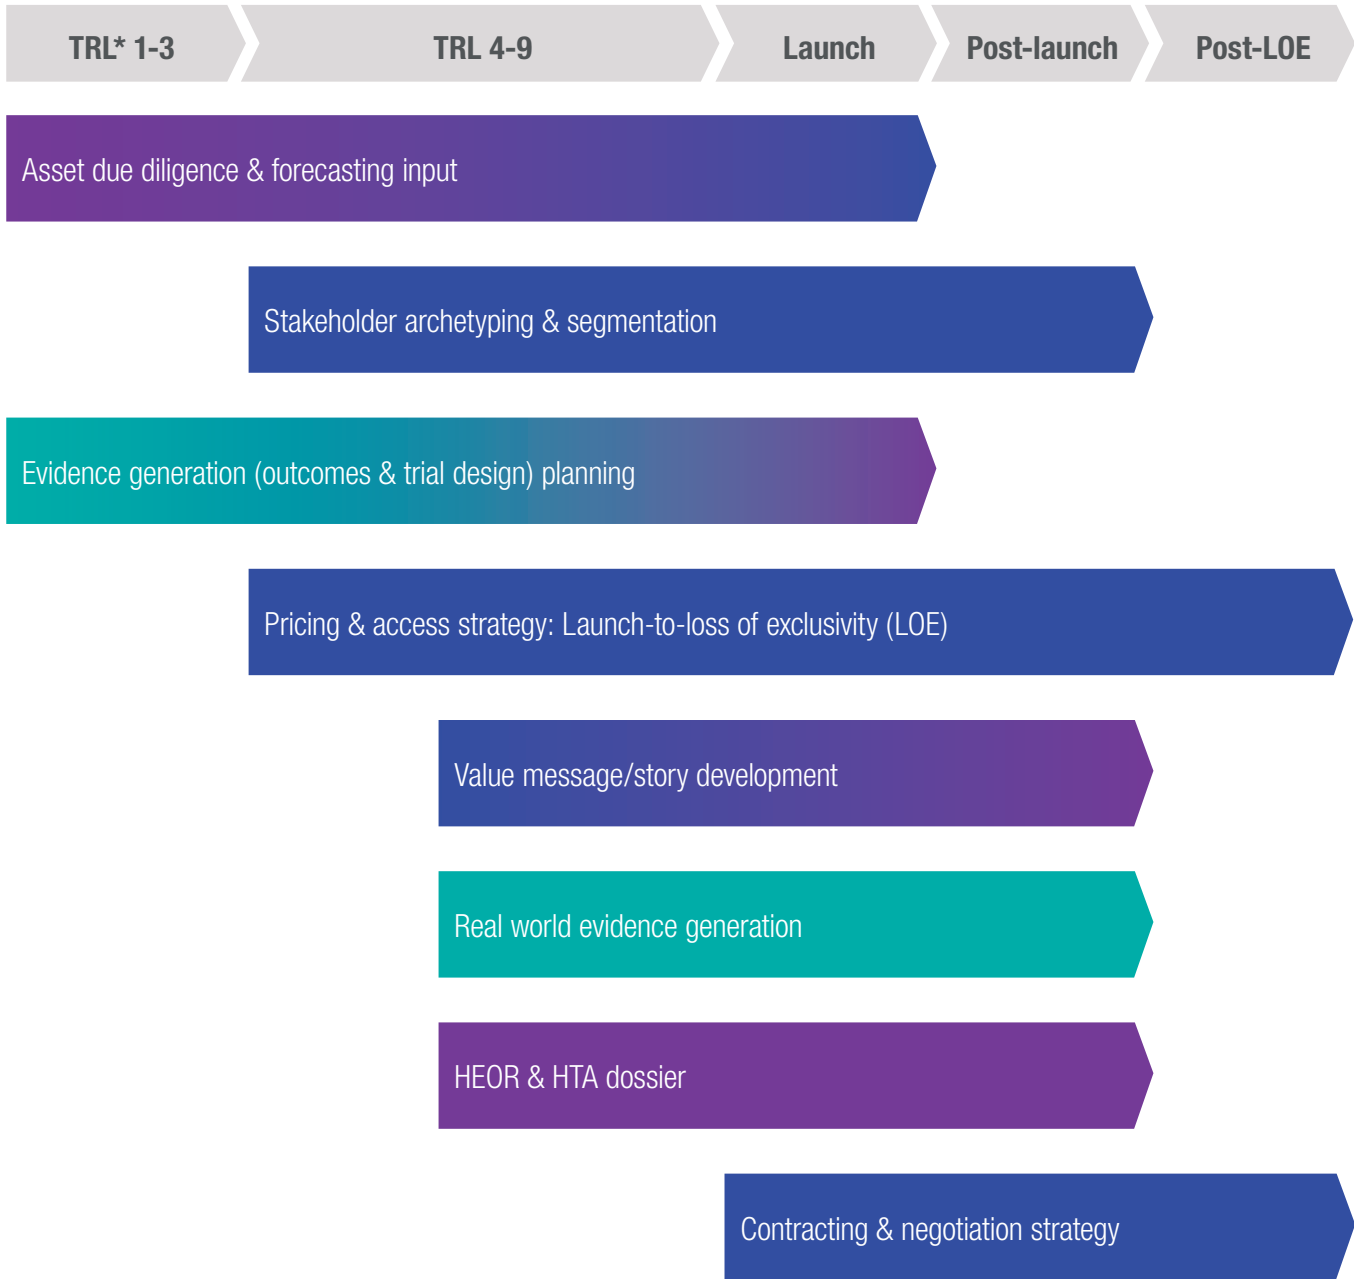 TRL* 1-3
TRL 4-9
Launch
Post-launch
Post-LOE
Asset due diligence & forecasting input
Stakeholder archetyping & segmentation
Evidence generation (outcomes & trial design) planning
Pricing & access strategy: Launch-to-loss of exclusivity (LOE)
Value message/story development
Real world evidence generation
HEOR & HTA dossier
Contracting & negotiation strategy